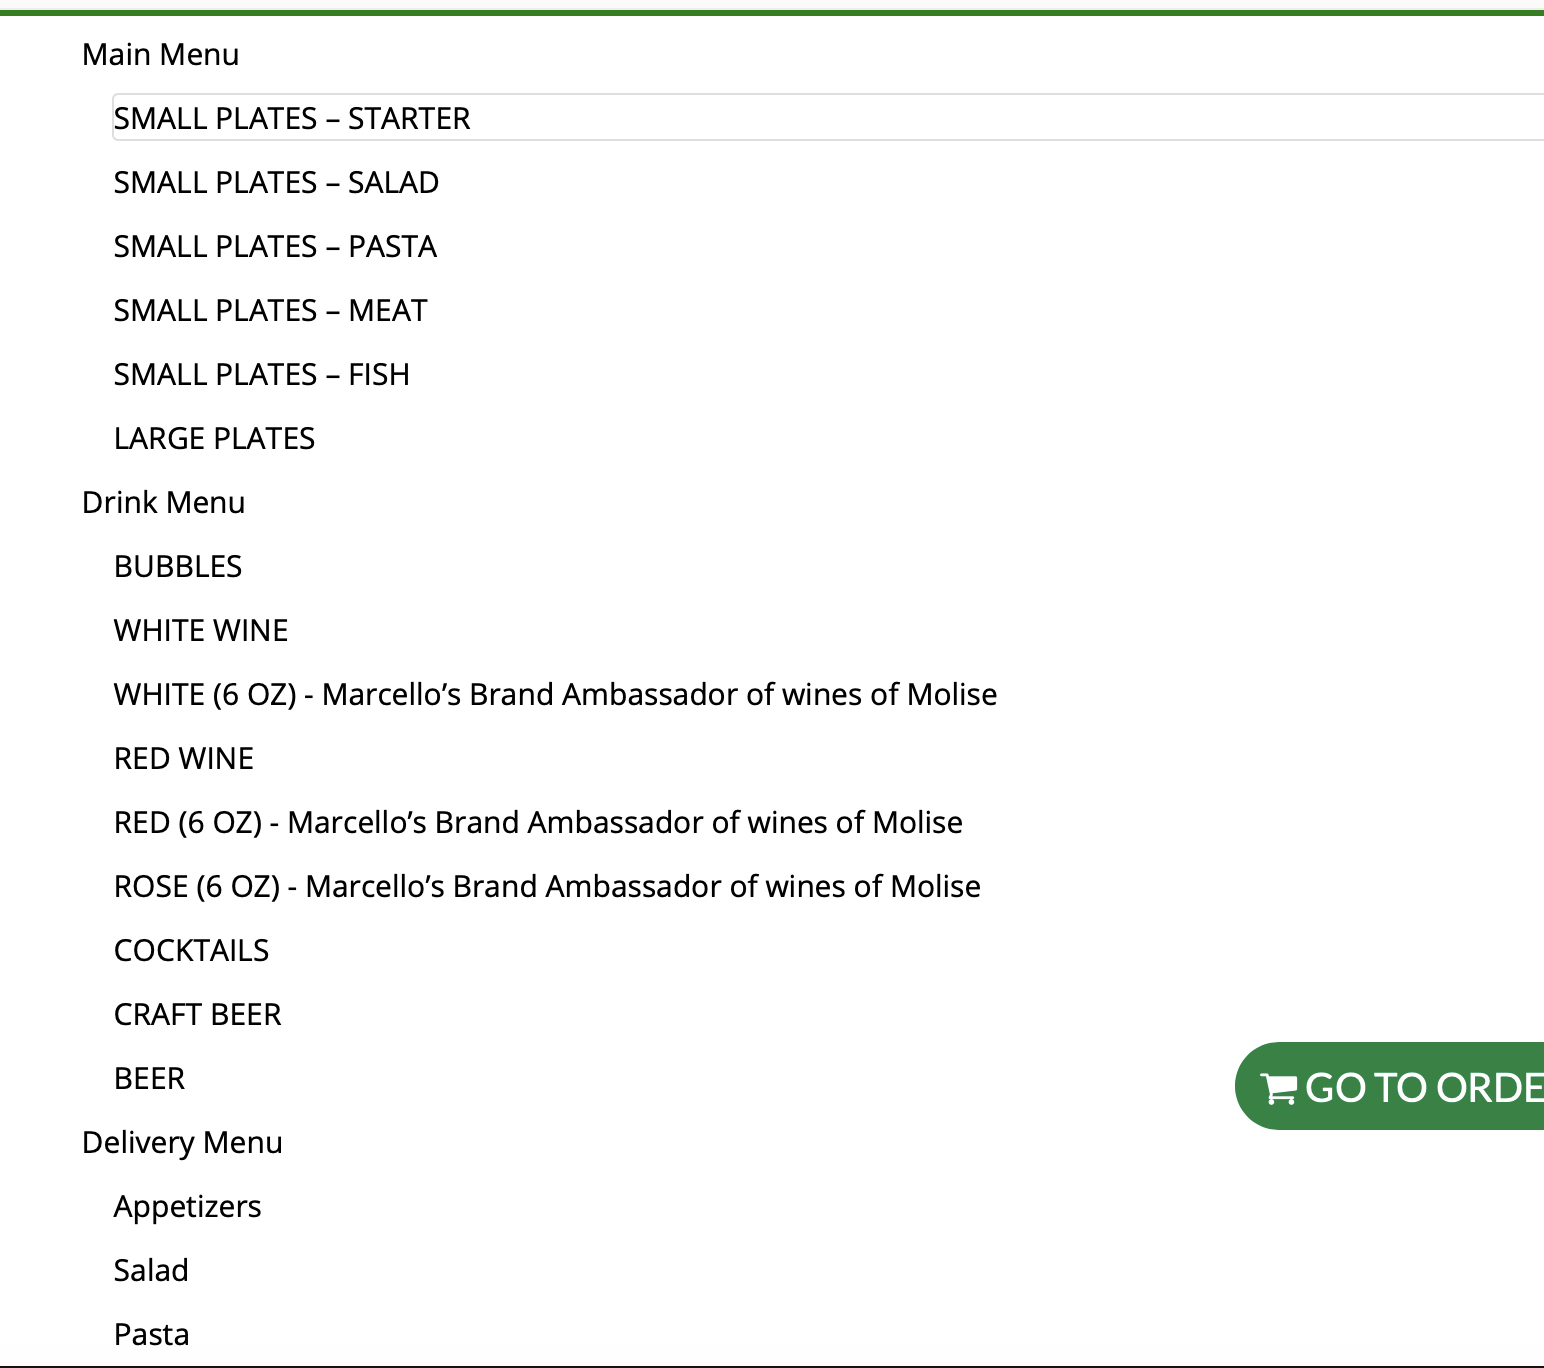 Main Menu
SMALL PLATES – STARTER
SMALL PLATES – SALAD
SMALL PLATES – PASTA
SMALL PLATES – MEAT
SMALL PLATES – FISH
LARGE PLATES
Drink Menu
BUBBLES
WHITE WINE
WHITE (6 OZ) - Marcello’s Brand Ambassador of wines of Molise
RED WINE
RED (6 OZ) - Marcello’s Brand Ambassador of wines of Molise
ROSE (6 OZ) - Marcello’s Brand Ambassador of wines of Molise
COCKTAILS
CRAFT BEER
BEER
GO TO ORDE
Delivery Menu
Appetizers
Salad
Pasta